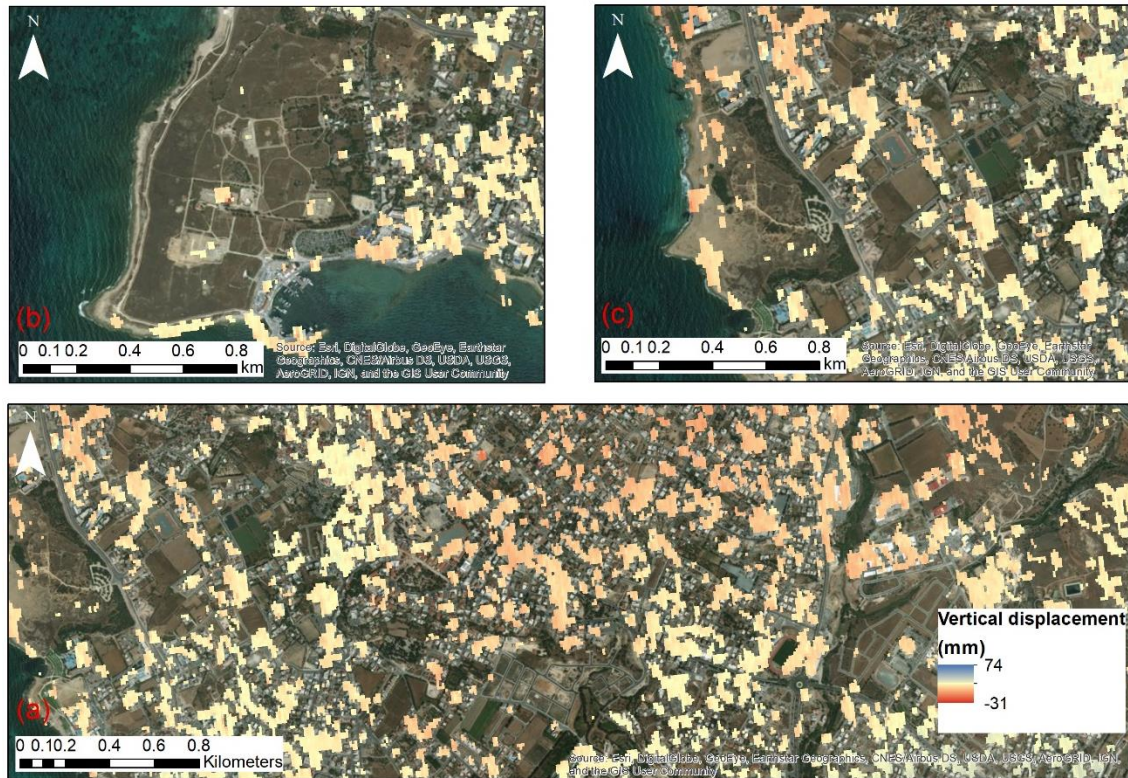 N
(b)
0 0.1 0.2 0.4 0.6 0.8
km
Source: Esri, DigitalGlobe, GeoEye, Earthstar
Geographics, CNES/Airbus DS, USDA, USGS,
AeroGRID, IGN, and the GIS User Community
N
(c)
0 0.1 0.2 0.4 0.6 0.8
km
Source: Esri, DigitalGlobe, GeoEye, Earthstar
Geographics, CNES/Airbus DS, USDA, USGS,
AeroGRID, IGN, and the GIS User Community
N
(a)
0 0.1 0.2 0.4 0.6 0.8
Kilometers
Vertical displacement
(mm)
74
-31
Source: Esri, DigitalGlobe, GeoEye, Earthstar Geographics, CNES/Airbus DS, USDA, USGS, AeroGRID, IGN,
and the GIS User Community